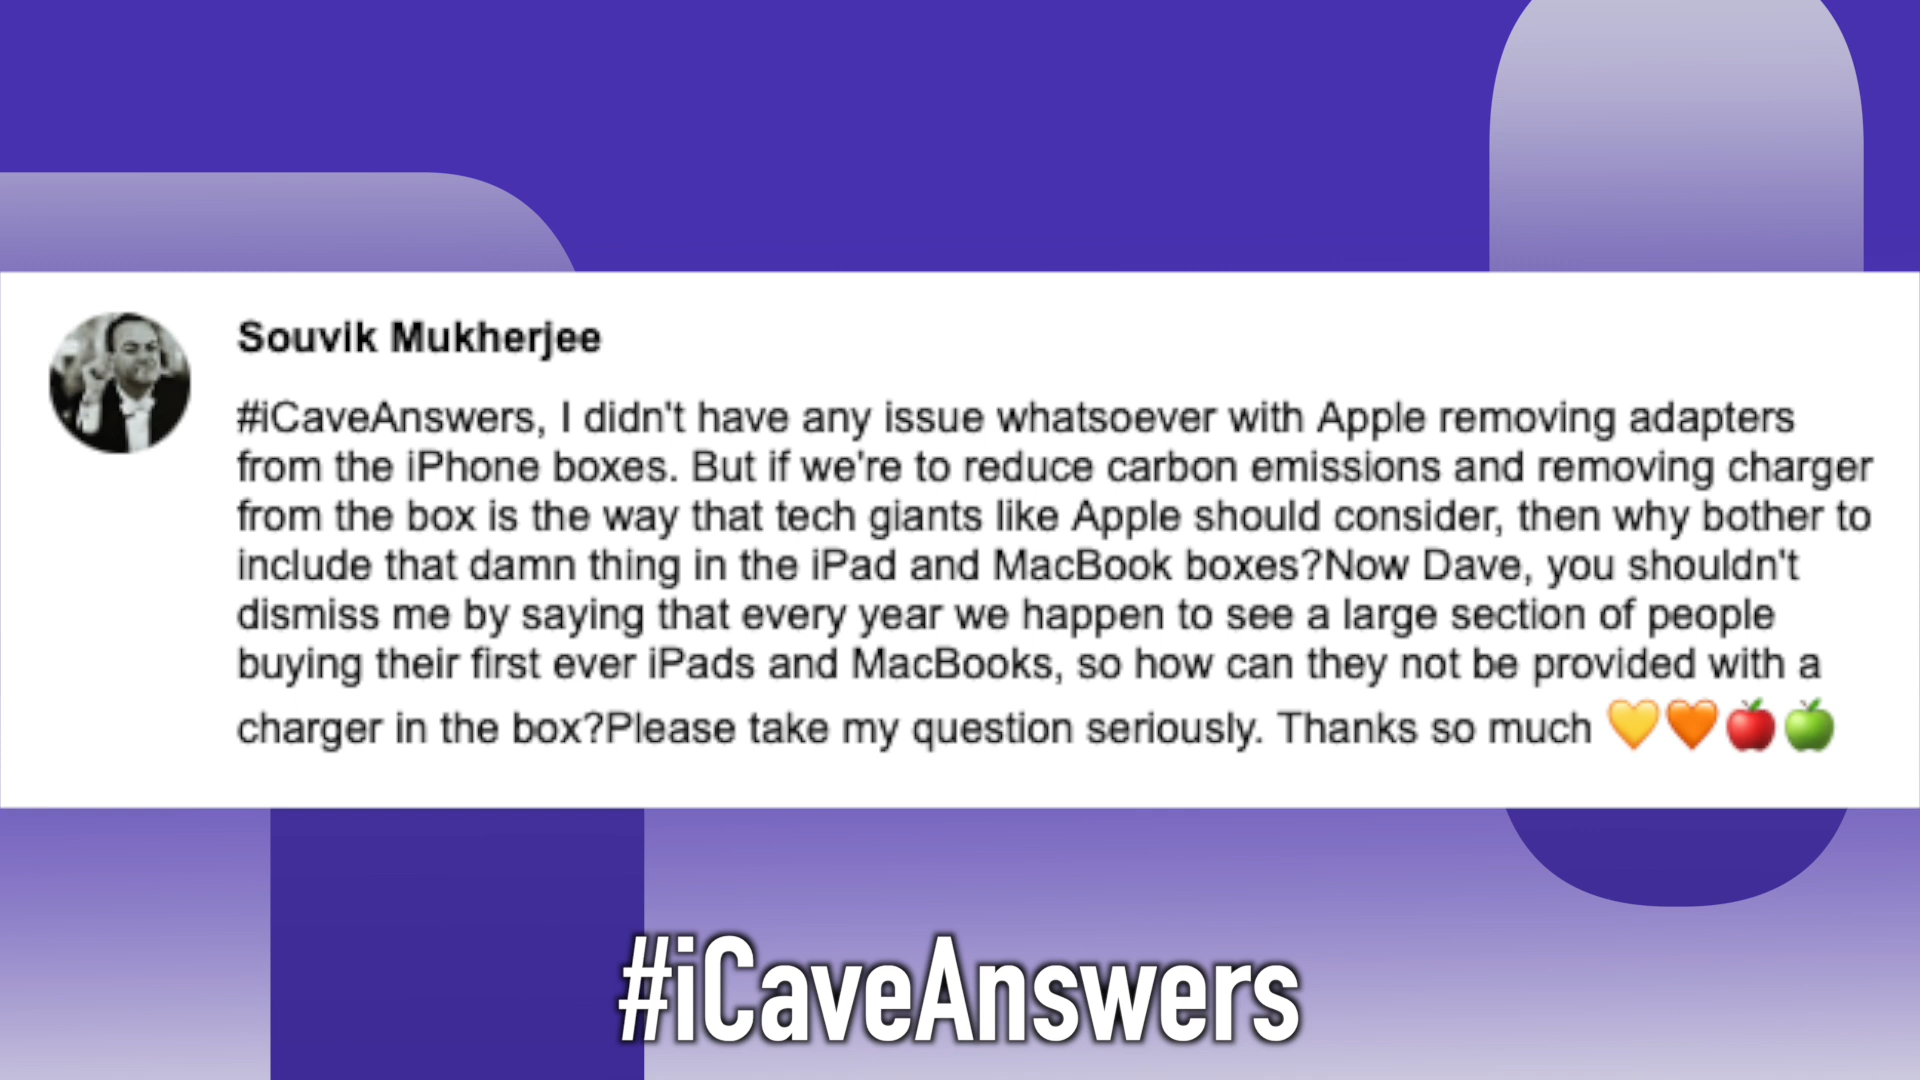 Souvik Mukherjee
#iCaveAnswers, I didn't have any issue whatsoever with Apple removing adapters
from the iPhone boxes. But if we're to reduce carbon emissions and removing charger
from the box is the way that tech giants like Apple should consider, then why bother to
include that damn thing in the iPad and MacBook boxes?Now Dave, you shouldn't
dismiss me by saying that every year we happen to see a large section of people
buying their first ever iPads and MacBooks, so how can they not be provided with a
charger in the box?Please take my question seriously. Thanks so much 💛🧡🍎🍏
#iCaveAnswers